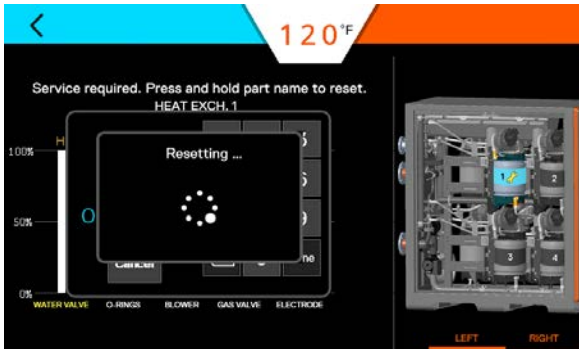 120°F
Service required. Press and hold part name to reset.
HEAT EXCH. 1
100%
Resetting ...
50%
Cancel
0%
WATER VALVE O-RINGS BLOWER GAS VALVE ELECTRODE
1
2
3
4
LEFT RIGHT